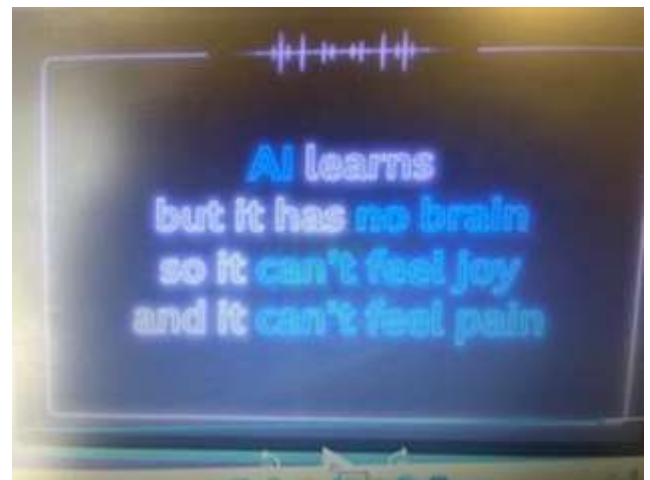 AI learns
but it has no brain
so it can't feel joy
and it can't feel pain